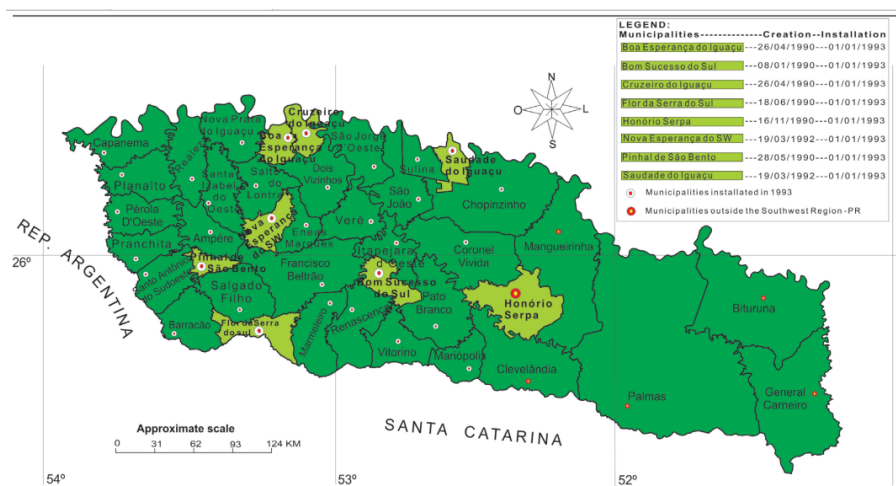 LEGEND:
Municipalities--------------Creation--Installation
Boa Esperança do Iguaçu---26/04/1990---01/01/1993
Bom Sucesso do Sul---08/01/1990---01/01/1993
Cruzeiro do Iguaçu---26/04/1990---01/01/1993
Flor da Serra do Sul---18/06/1990---01/01/1993
Honório Serpa---16/11/1990---01/01/1993
Nova Esperança do SW---19/03/1992---01/01/1993
Pinhal de São Bento---28/05/1990---01/01/1993
Saudade do Iguaçu---19/03/1992---01/01/1993
Municipalities installated in 1993
Municipalities outside the Southwest Region -PR
N
O
L
S
Cruzeiro
do Iguaçu
Nova Prata
do Iguaçu
Boa
Esperança
do Iguaçu
São Jorge
d'Oeste
Capanema
Realeza
Planalto
Santa
Izabel
do
Oeste
Salto
do
Lontra
Dois
Vizinhos
Sulina
Saudade
do Iguaçu
São
João
Chopinzinho
Pérola
D'Oeste
Nova
Esperança
do SW
Verê
Enéas
Marques
Ampére
Pranchita
Itapejara
d'Oeste
Coronel
Vivida
Mangueirinha
Pinhal de
São Bento
Santo Antônio
do Sudoeste
Francisco
Beltrão
Bom Sucesso
do Sul
Salgado
Filho
Pato
Branco
Honório
Serpa
Bituruna
Barracão
Flor da Serra
do sul
Marmeleiro
Renascença
Vitorino
Mariópolis
Clevelândia
Palmas
General
Carneiro
REP. ARGENTINA
SANTA CATARINA
26º
26º
Approximate scale
0 31 62 93 124 KM
54º
53º
52º